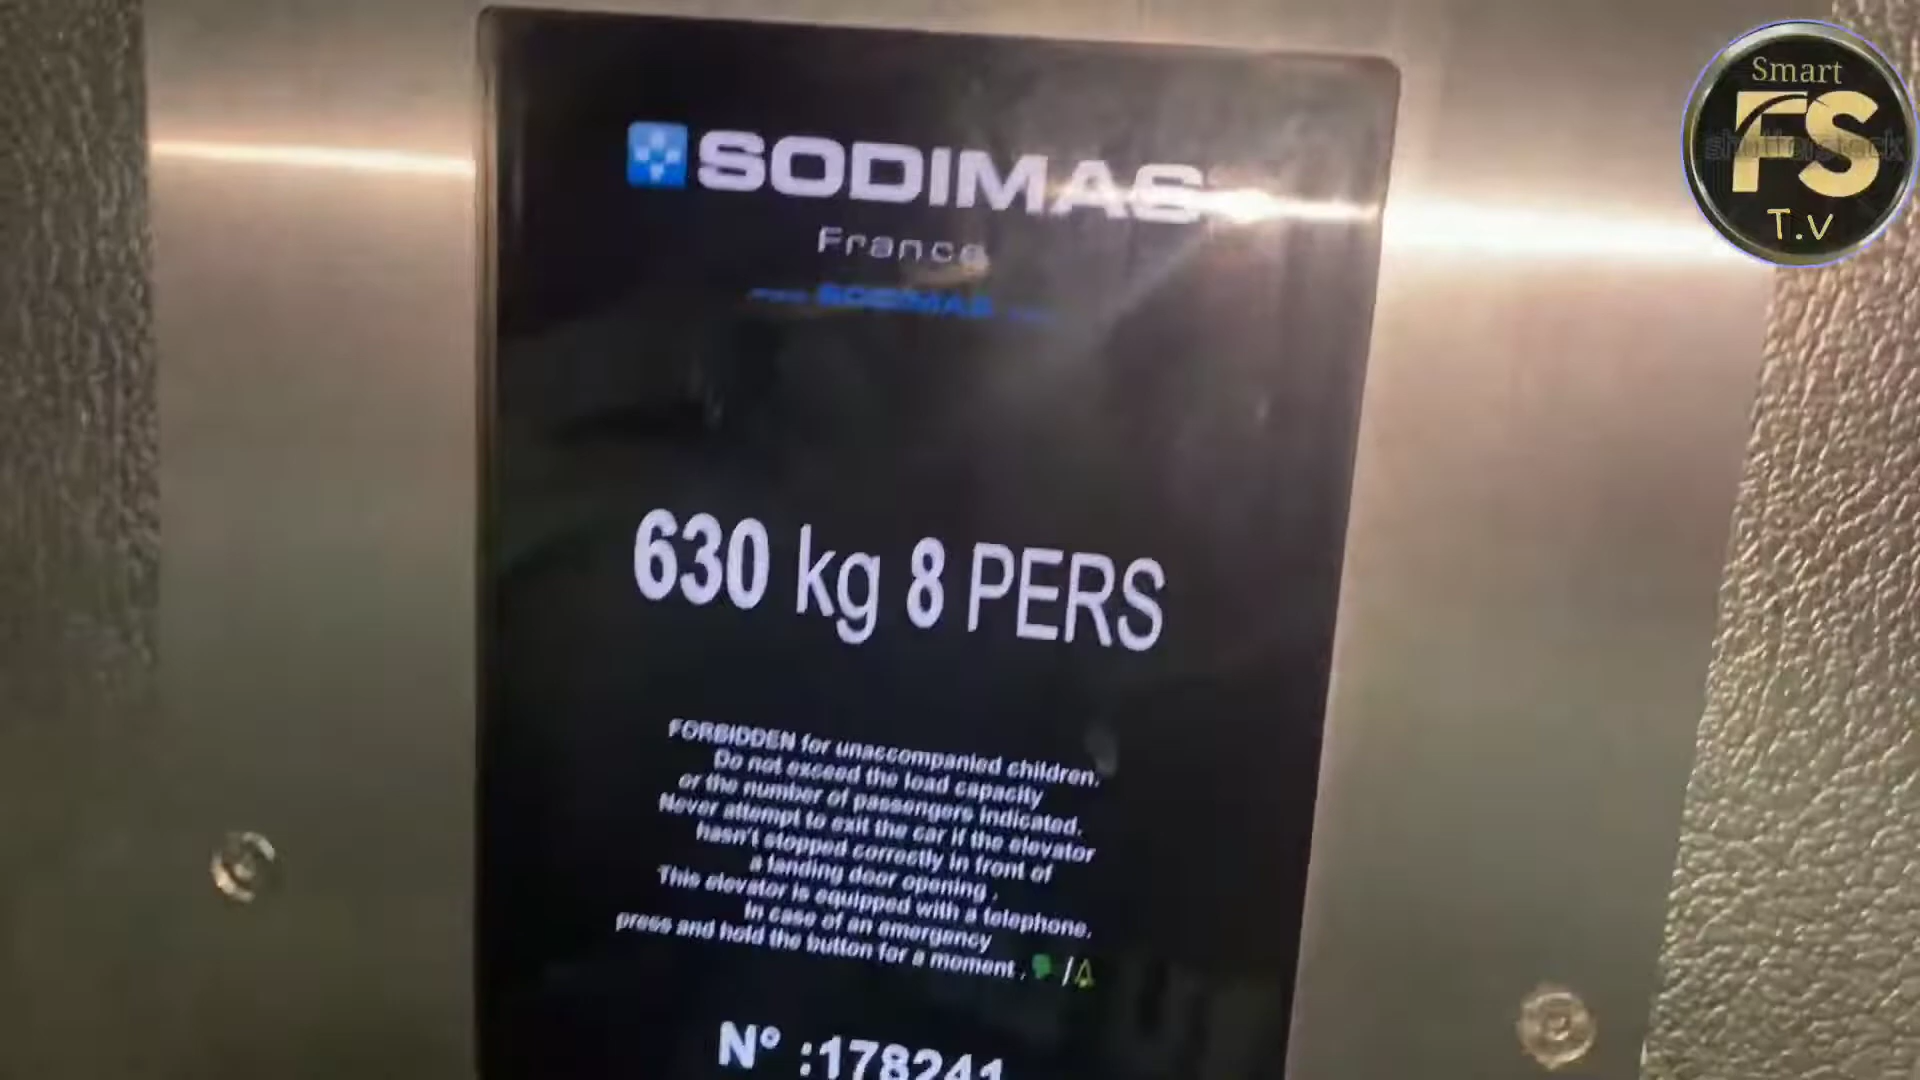 Smart
FS
shutterstock
T.V
SODIMAS
France
SODIMAS
630 kg 8 PERS
FORBIDDEN for unaccompanied children.
Do not exceed the load capacity
or the number of passengers indicated.
Never attempt to exit the car if the elevator
hasn't stopped correctly in front of
a landing door opening.
This elevator is equipped with a telephone.
In case of an emergency
press and hold the button for a moment. /
N° :178241